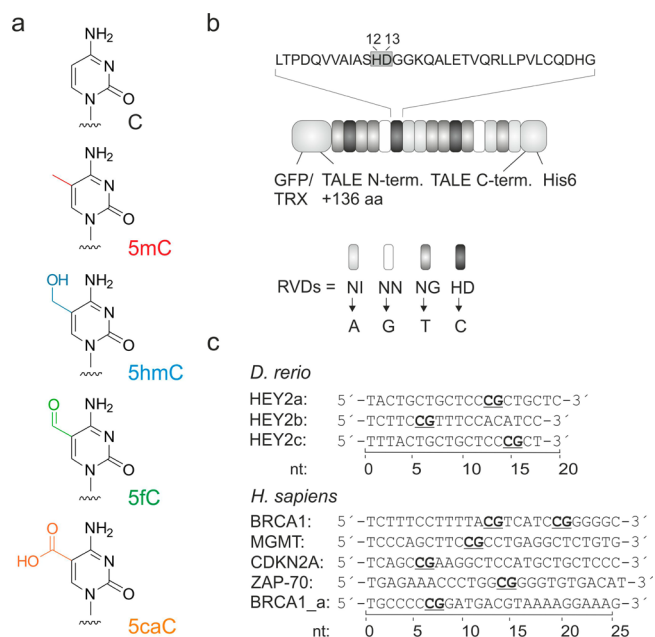 a
NH2
N
N
O
C
NH2
N
N
O
5mC
OH
NH2
N
N
O
5hmC
O
NH2
N
N
O
5fC
O
NH2
HO
N
N
O
5caC
b
12 13
LTPDQVVAIASHDGGKQALETVQRLLPVLCQDHG
GFP/ TALE N-term. TALE C-term. His6
TRX +136 aa
RVDs = NI NN NG HD
A G T C
c
D. rerio
HEY2a: 5´-TACTGCTGCTCCCGCTGCTC-3´
HEY2b: 5´-TCTTCCGTTTCCACATCC-3´
HEY2c: 5´-TTTACTGCTGCTCCCGCT-3´
nt: 0 5 10 15 20
H. sapiens
BRCA1: 5´-TCTTTCCTTTTACGTCATCCGGGGGC-3´
MGMT: 5´-TCCCAGCTTCCGCCTGAGGCTCTGTG-3´
CDKN2A: 5´-TCAGCCGAAGGCTCCATGCTGCTCCC-3´
ZAP-70: 5´-TGAGAAACCCTGGCGGGGTGTGACAT-3´
BRCA1_a: 5´-TGCCCCCGGATGACGTAAAAGGAAAG-3´
nt: 0 5 10 15 20 25